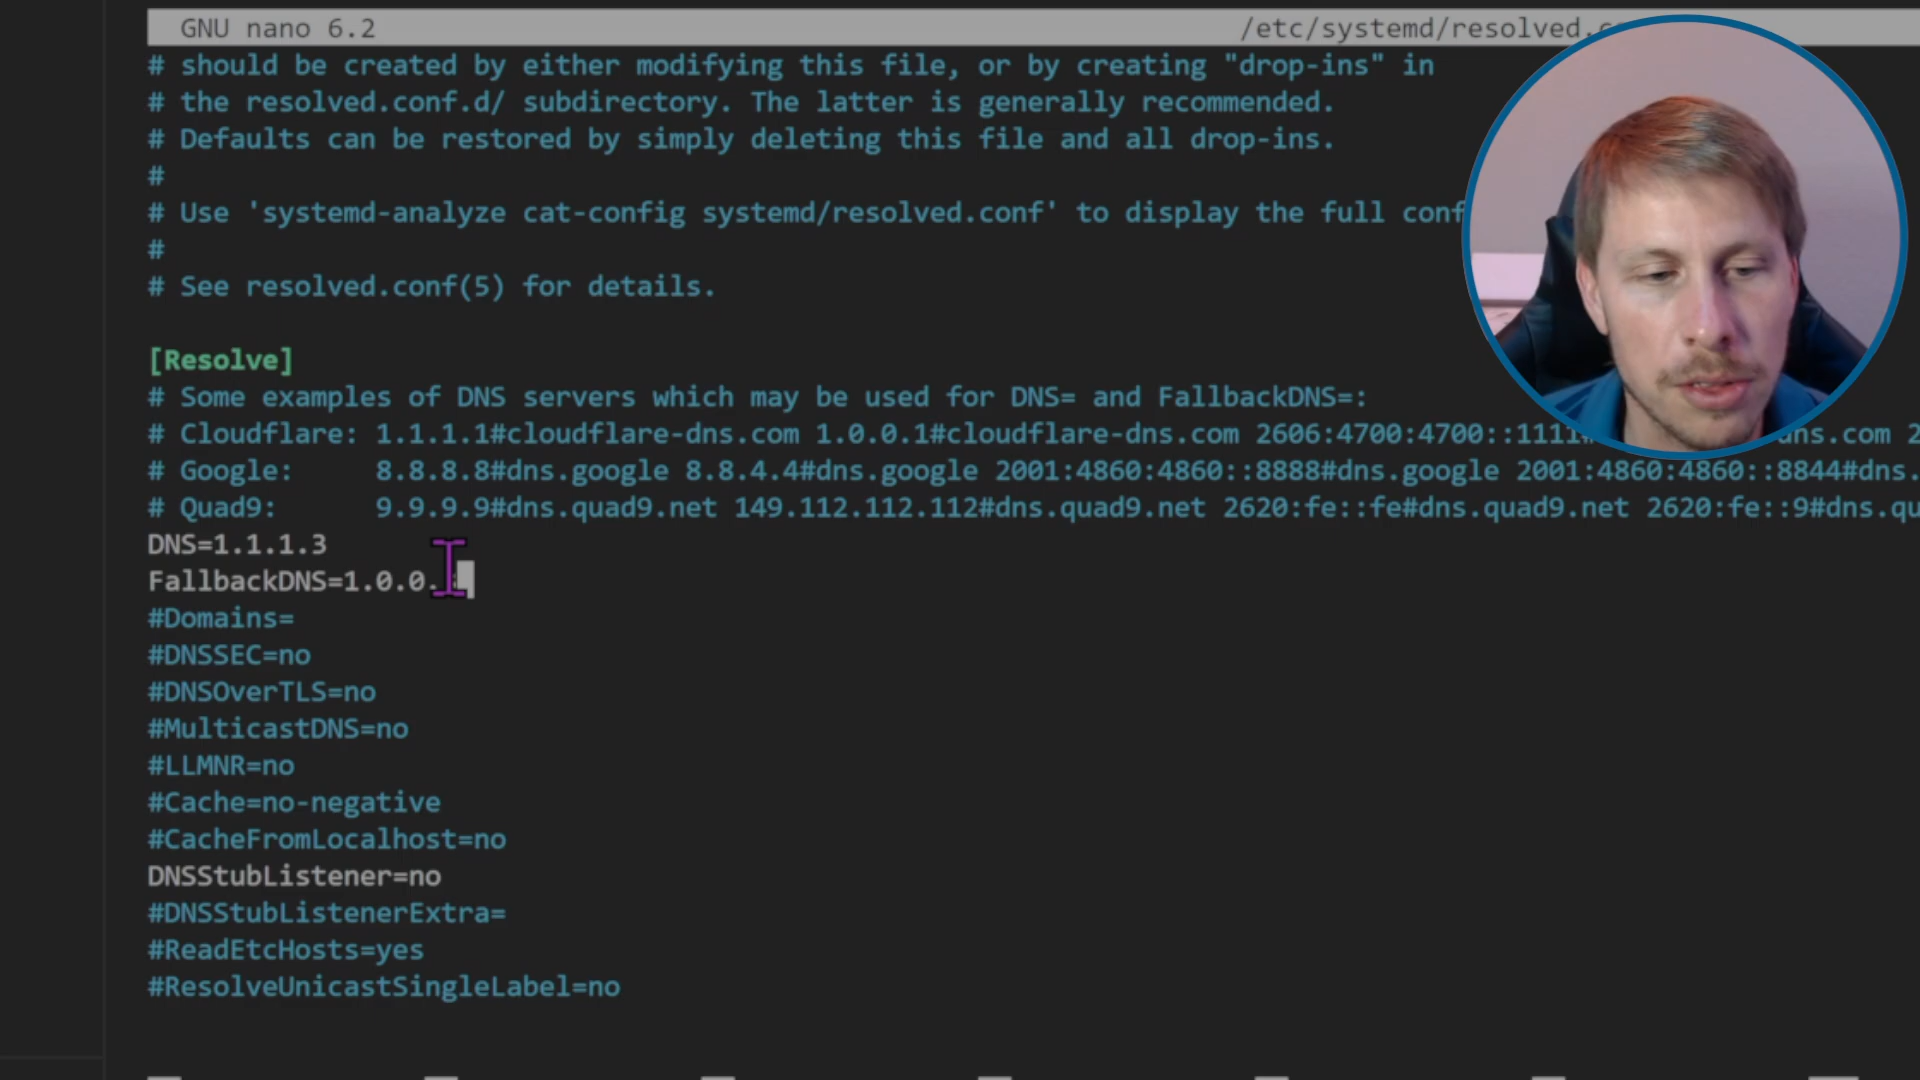 GNU nano 6.2 /etc/systemd/resolved.
# should be created by either modifying this file, or by creating "drop-ins" in
# the resolved.conf.d/ subdirectory. The latter is generally recommended.
# Defaults can be restored by simply deleting this file and all drop-ins.
#
# Use 'systemd-analyze cat-config systemd/resolved.conf' to display the full conf
#
# See resolved.conf(5) for details.
[Resolve]
# Some examples of DNS servers which may be used for DNS= and FallbackDNS=:
# Cloudflare: 1.1.1.1#cloudflare-dns.com 1.0.0.1#cloudflare-dns.com 2606:4700:4700::1111 dns.com 2
# Google: 8.8.8.8#dns.google 8.8.4.4#dns.google 2001:4860:4860::8888#dns.google 2001:4860:4860::8844#dns.
# Quad9: 9.9.9.9#dns.quad9.net 149.112.112.112#dns.quad9.net 2620:fe::fe#dns.quad9.net 2620:fe::9#dns.qu
DNS=1.1.1.3
FallbackDNS=1.0.0.
#Domains=
#DNSSEC=no
#DNSOverTLS=no
#MulticastDNS=no
#LLMNR=no
#Cache=no-negative
#CacheFromLocalhost=no
DNSStubListener=no
#DNSStubListenerExtra=
#ReadEtcHosts=yes
#ResolveUnicastSingleLabel=no